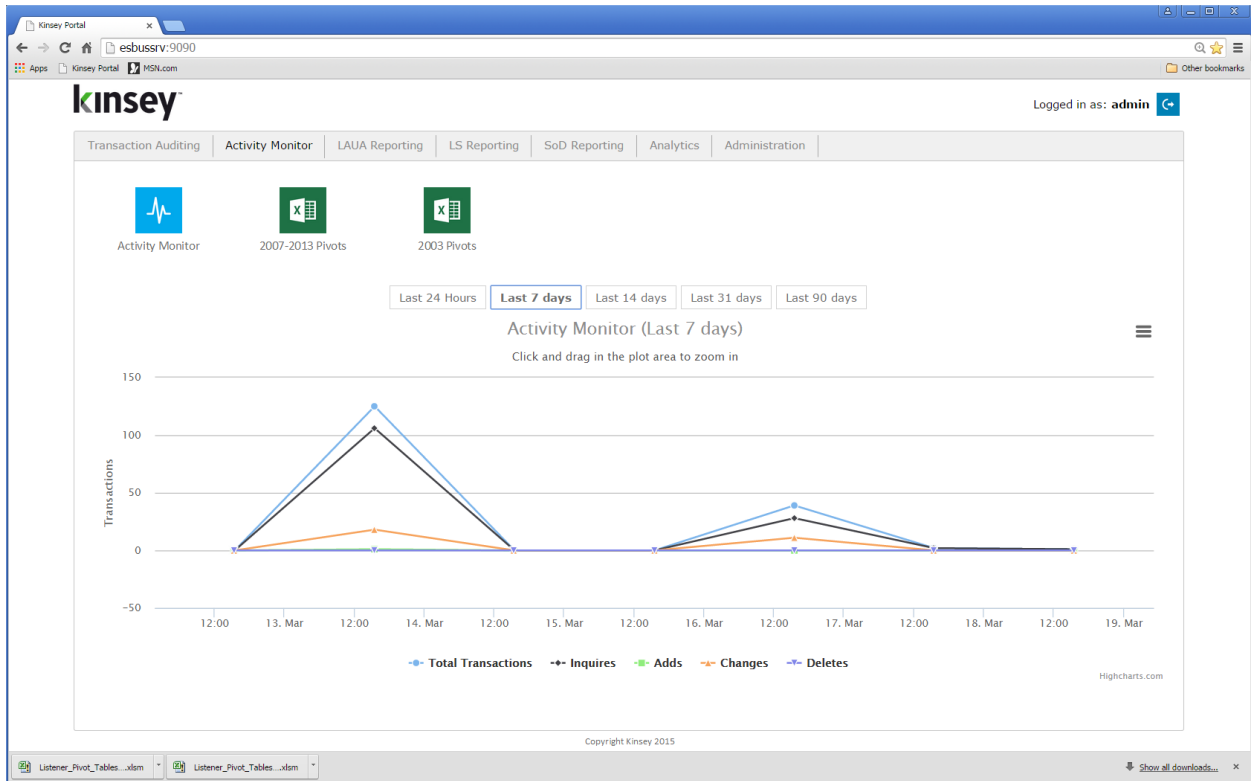 Kinsey Portal
esbussrv:9090
Apps Kinsey Portal MSN.com Other bookmarks
kinsey™
Logged in as: admin
Transaction Auditing Activity Monitor LAUA Reporting LS Reporting SoD Reporting Analytics Administration
Activity Monitor 2007-2013 Pivots 2003 Pivots
Last 24 Hours Last 7 days Last 14 days Last 31 days Last 90 days
Activity Monitor (Last 7 days)
Click and drag in the plot area to zoom in
Transactions
150
100
50
0
−50
12:00 13. Mar 12:00 14. Mar 12:00 15. Mar 12:00 16. Mar 12:00 17. Mar 12:00 18. Mar 12:00 19. Mar
Total Transactions Inquires Adds Changes Deletes
Highcharts.com
Copyright Kinsey 2015
Listener_Pivot_Tables....xlsm Listener_Pivot_Tables....xlsm Show all downloads...